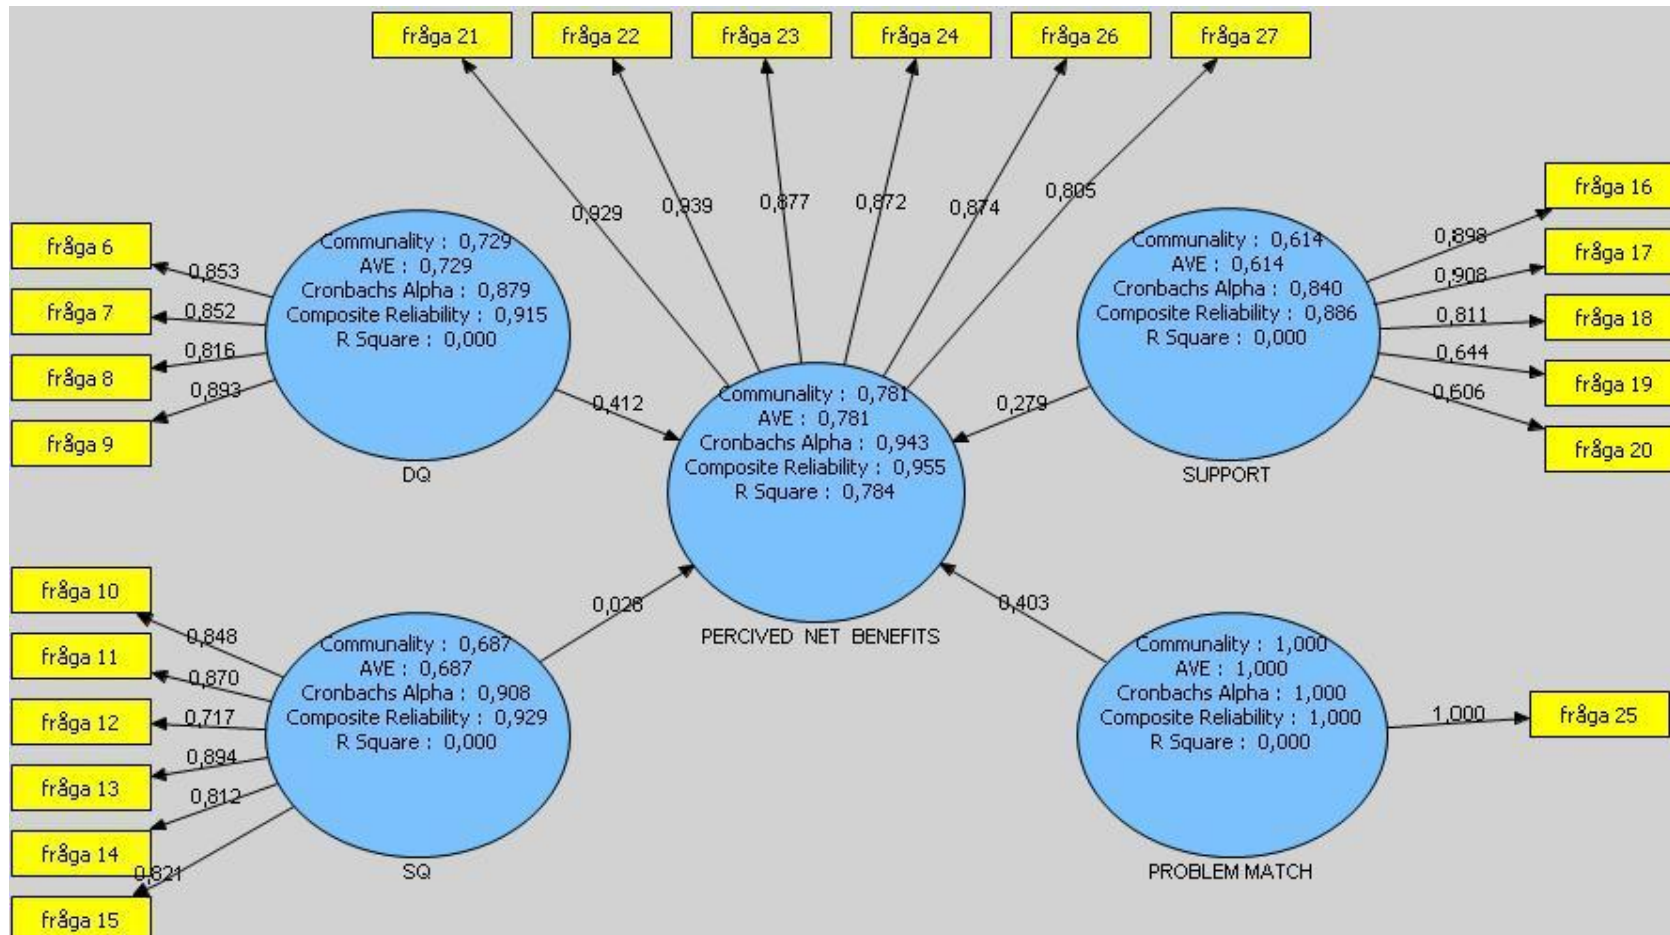 fråga 21
fråga 22
fråga 23
fråga 24
fråga 26
fråga 27
0,929
0,939
0,877
0,872
0,874
0,805
fråga 6
fråga 7
fråga 8
fråga 9
0,853
0,852
0,816
0,893
Communality : 0,729
AVE : 0,729
Cronbachs Alpha : 0,879
Composite Reliability : 0,915
R Square : 0,000
DQ
0,412
Communality : 0,781
AVE : 0,781
Cronbachs Alpha : 0,943
Composite Reliability : 0,955
R Square : 0,784
PERCIVED NET BENEFITS
0,279
Communality : 0,614
AVE : 0,614
Cronbachs Alpha : 0,840
Composite Reliability : 0,886
R Square : 0,000
SUPPORT
0,898
0,908
0,811
0,644
0,606
fråga 16
fråga 17
fråga 18
fråga 19
fråga 20
fråga 10
fråga 11
fråga 12
fråga 13
fråga 14
fråga 15
0,848
0,870
0,717
0,894
0,812
0,821
Communality : 0,687
AVE : 0,687
Cronbachs Alpha : 0,908
Composite Reliability : 0,929
R Square : 0,000
SQ
0,403
Communality : 1,000
AVE : 1,000
Cronbachs Alpha : 1,000
Composite Reliability : 1,000
R Square : 0,000
PROBLEM MATCH
1,000
fråga 25